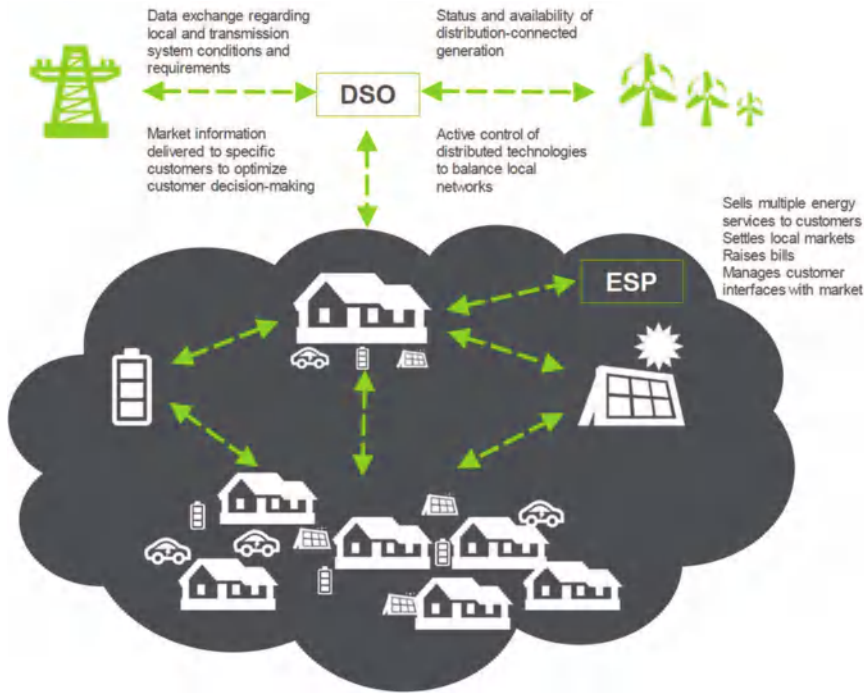 Data exchange regarding
local and transmission
system conditions and
requirements
Status and availability of
distribution-connected
generation
DSO
Market information
delivered to specific
customers to optimize
customer decision-making
Active control of
distributed technologies
to balance local
networks
Sells multiple energy
services to customers
Settles local markets
Raises bills
Manages customer
interfaces with market
ESP